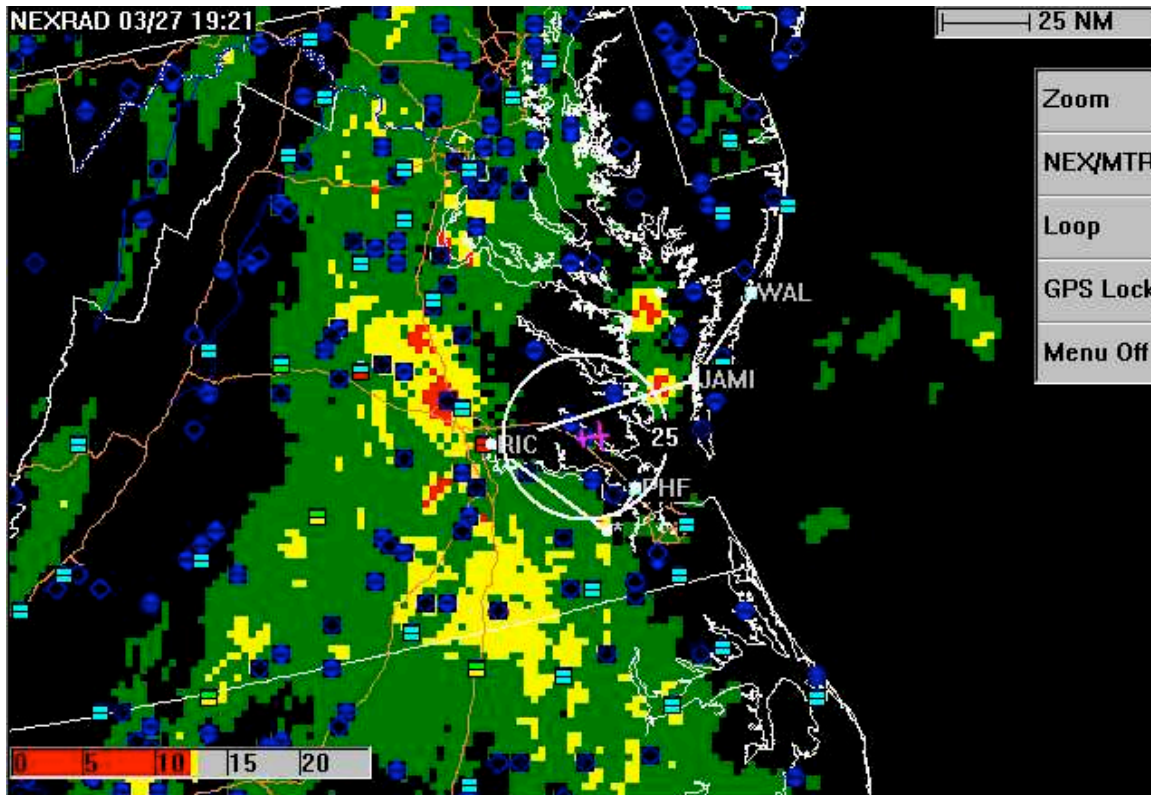 NEXRAD 03/27 19:21
25 NM
Zoom
NEX/MTR
Loop
GPS Lock
Menu Off
WAL
JAMI
25
RIC
PHF
0 5 10 15 20